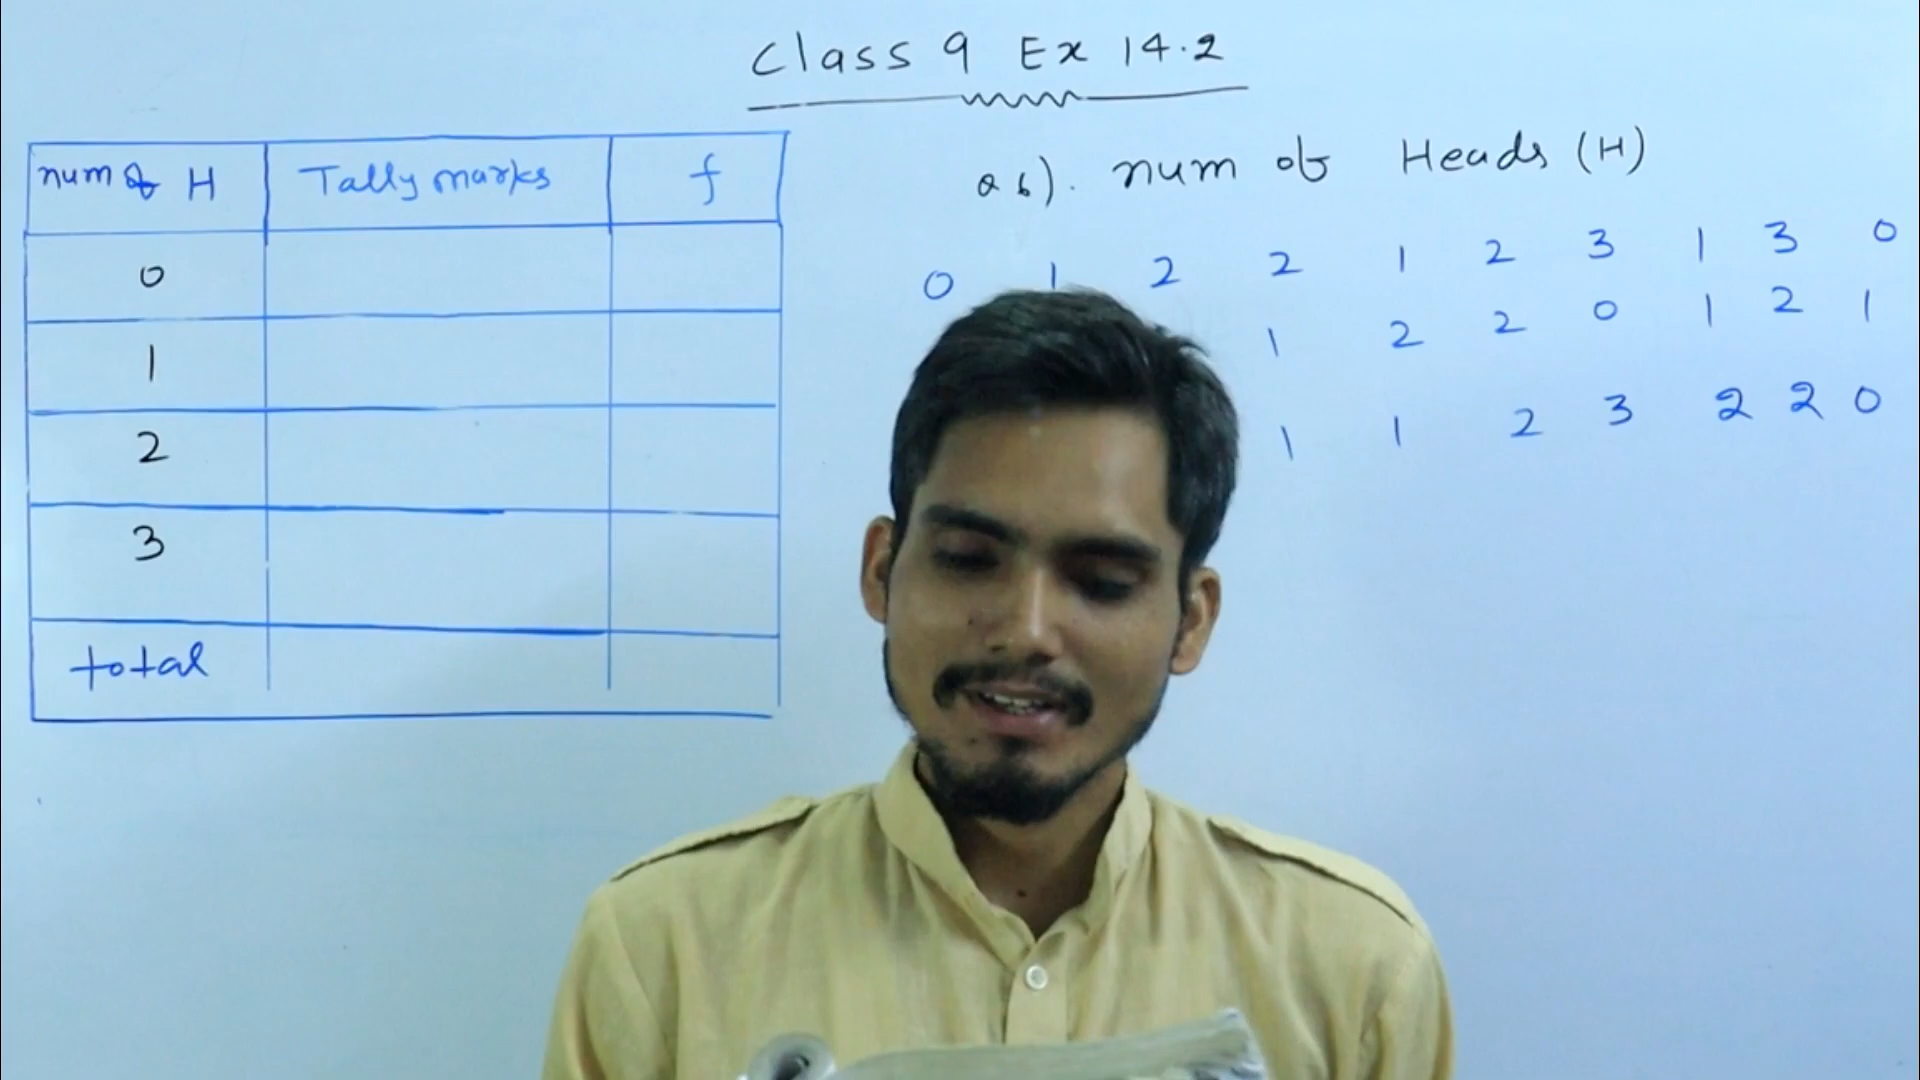 Class 9 Ex 14.2
num of H Tally marks f
0
1
2
3
total
Q 6). num of Heads (H)
0 1 2 2 1 2 3 1 3 0
1 2 2 0 1 2 1
1 1 2 3 2 2 0